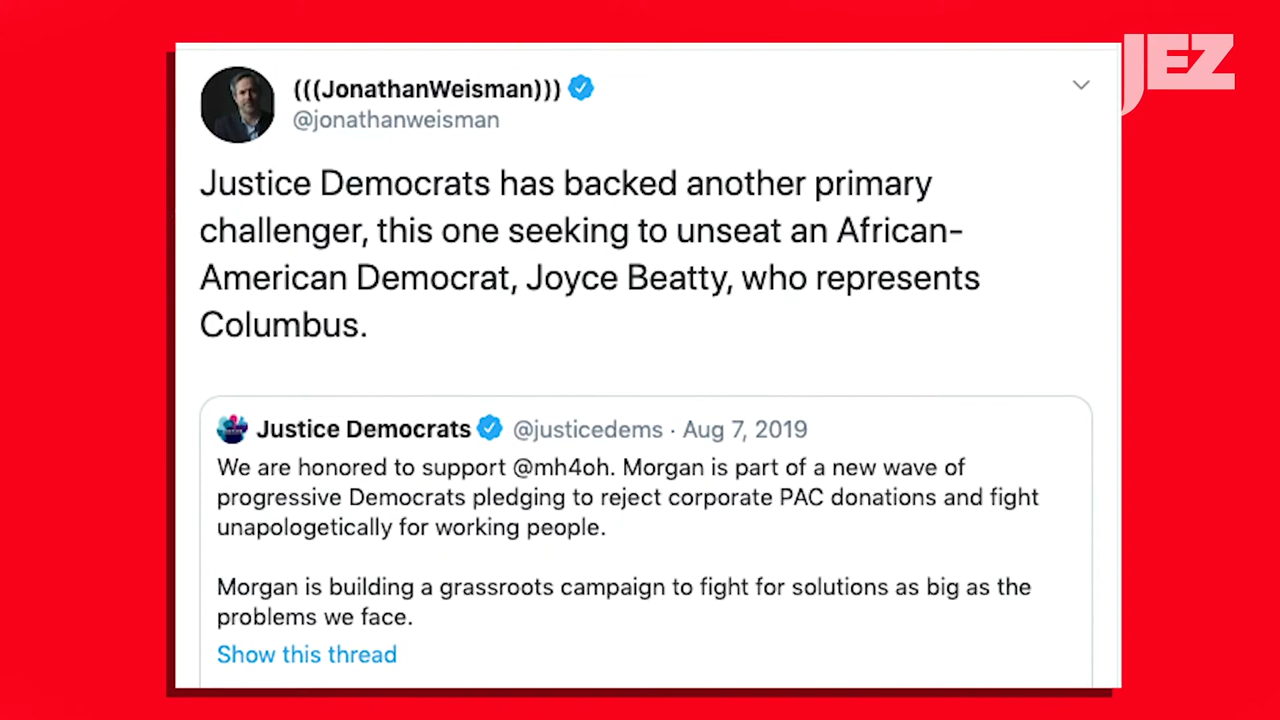 JEZ
(((JonathanWeisman)))
@jonathanweisman
Justice Democrats has backed another primary
challenger, this one seeking to unseat an African-
American Democrat, Joyce Beatty, who represents
Columbus.
Justice Democrats @justicedems · Aug 7, 2019
We are honored to support @mh4oh. Morgan is part of a new wave of
progressive Democrats pledging to reject corporate PAC donations and fight
unapologetically for working people.
Morgan is building a grassroots campaign to fight for solutions as big as the
problems we face.
Show this thread